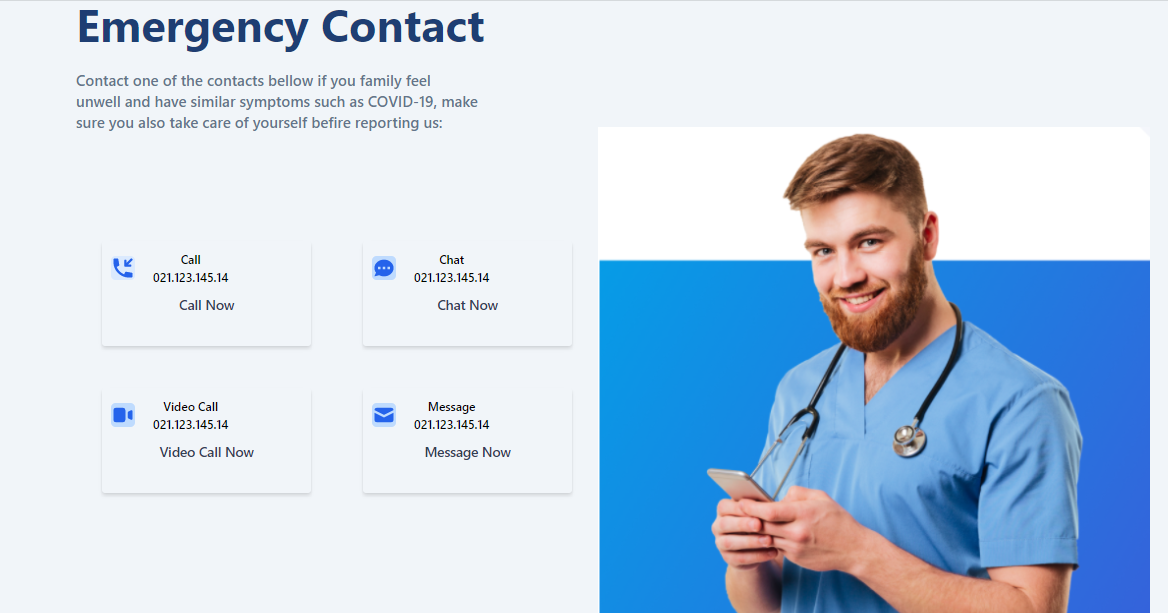 Emergency Contact
Contact one of the contacts bellow if you family feel
unwell and have similar symptoms such as COVID-19, make
sure you also take care of yourself befire reporting us:
Call
021.123.145.14
Call Now
Chat
021.123.145.14
Chat Now
Video Call
021.123.145.14
Video Call Now
Message
021.123.145.14
Message Now